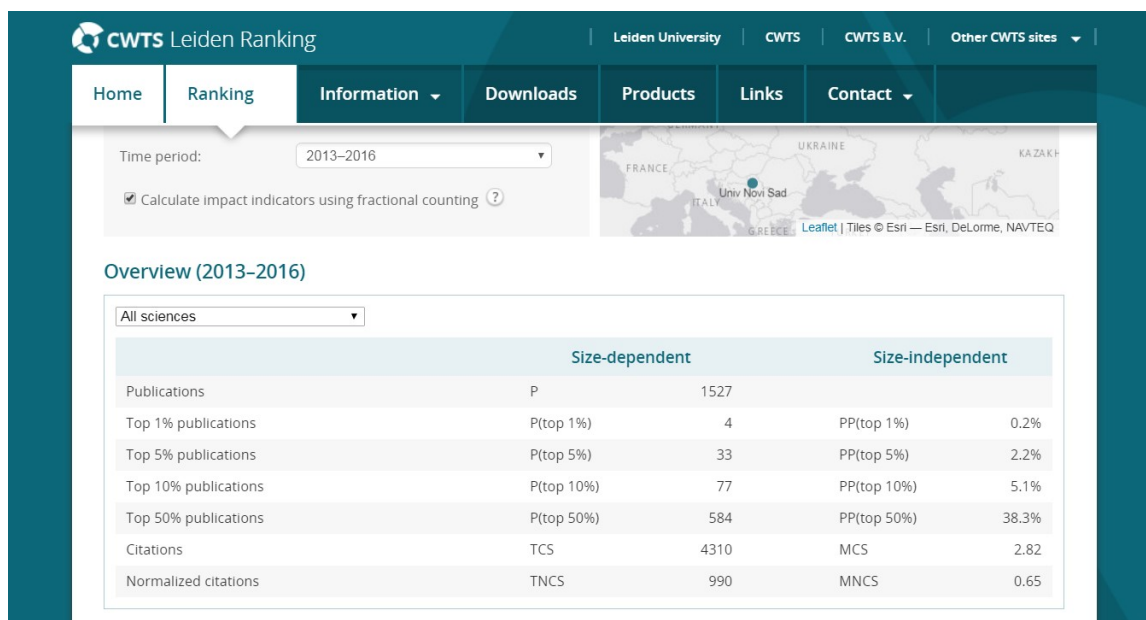 CWTS Leiden Ranking
Leiden University | CWTS | CWTS B.V. | Other CWTS sites
Home Ranking Information Downloads Products Links Contact
Time period: 2013–2016
Calculate impact indicators using fractional counting ?
FRANCE
UKRAINE
KAZAKH
Univ Novi Sad
ITALY
GREECE
Leaflet | Tiles © Esri — Esri, DeLorme, NAVTEQ
Overview (2013–2016)
All sciences
Size-dependent Size-independent
Publications P 1527
Top 1% publications P(top 1%) 4 PP(top 1%) 0.2%
Top 5% publications P(top 5%) 33 PP(top 5%) 2.2%
Top 10% publications P(top 10%) 77 PP(top 10%) 5.1%
Top 50% publications P(top 50%) 584 PP(top 50%) 38.3%
Citations TCS 4310 MCS 2.82
Normalized citations TNCS 990 MNCS 0.65